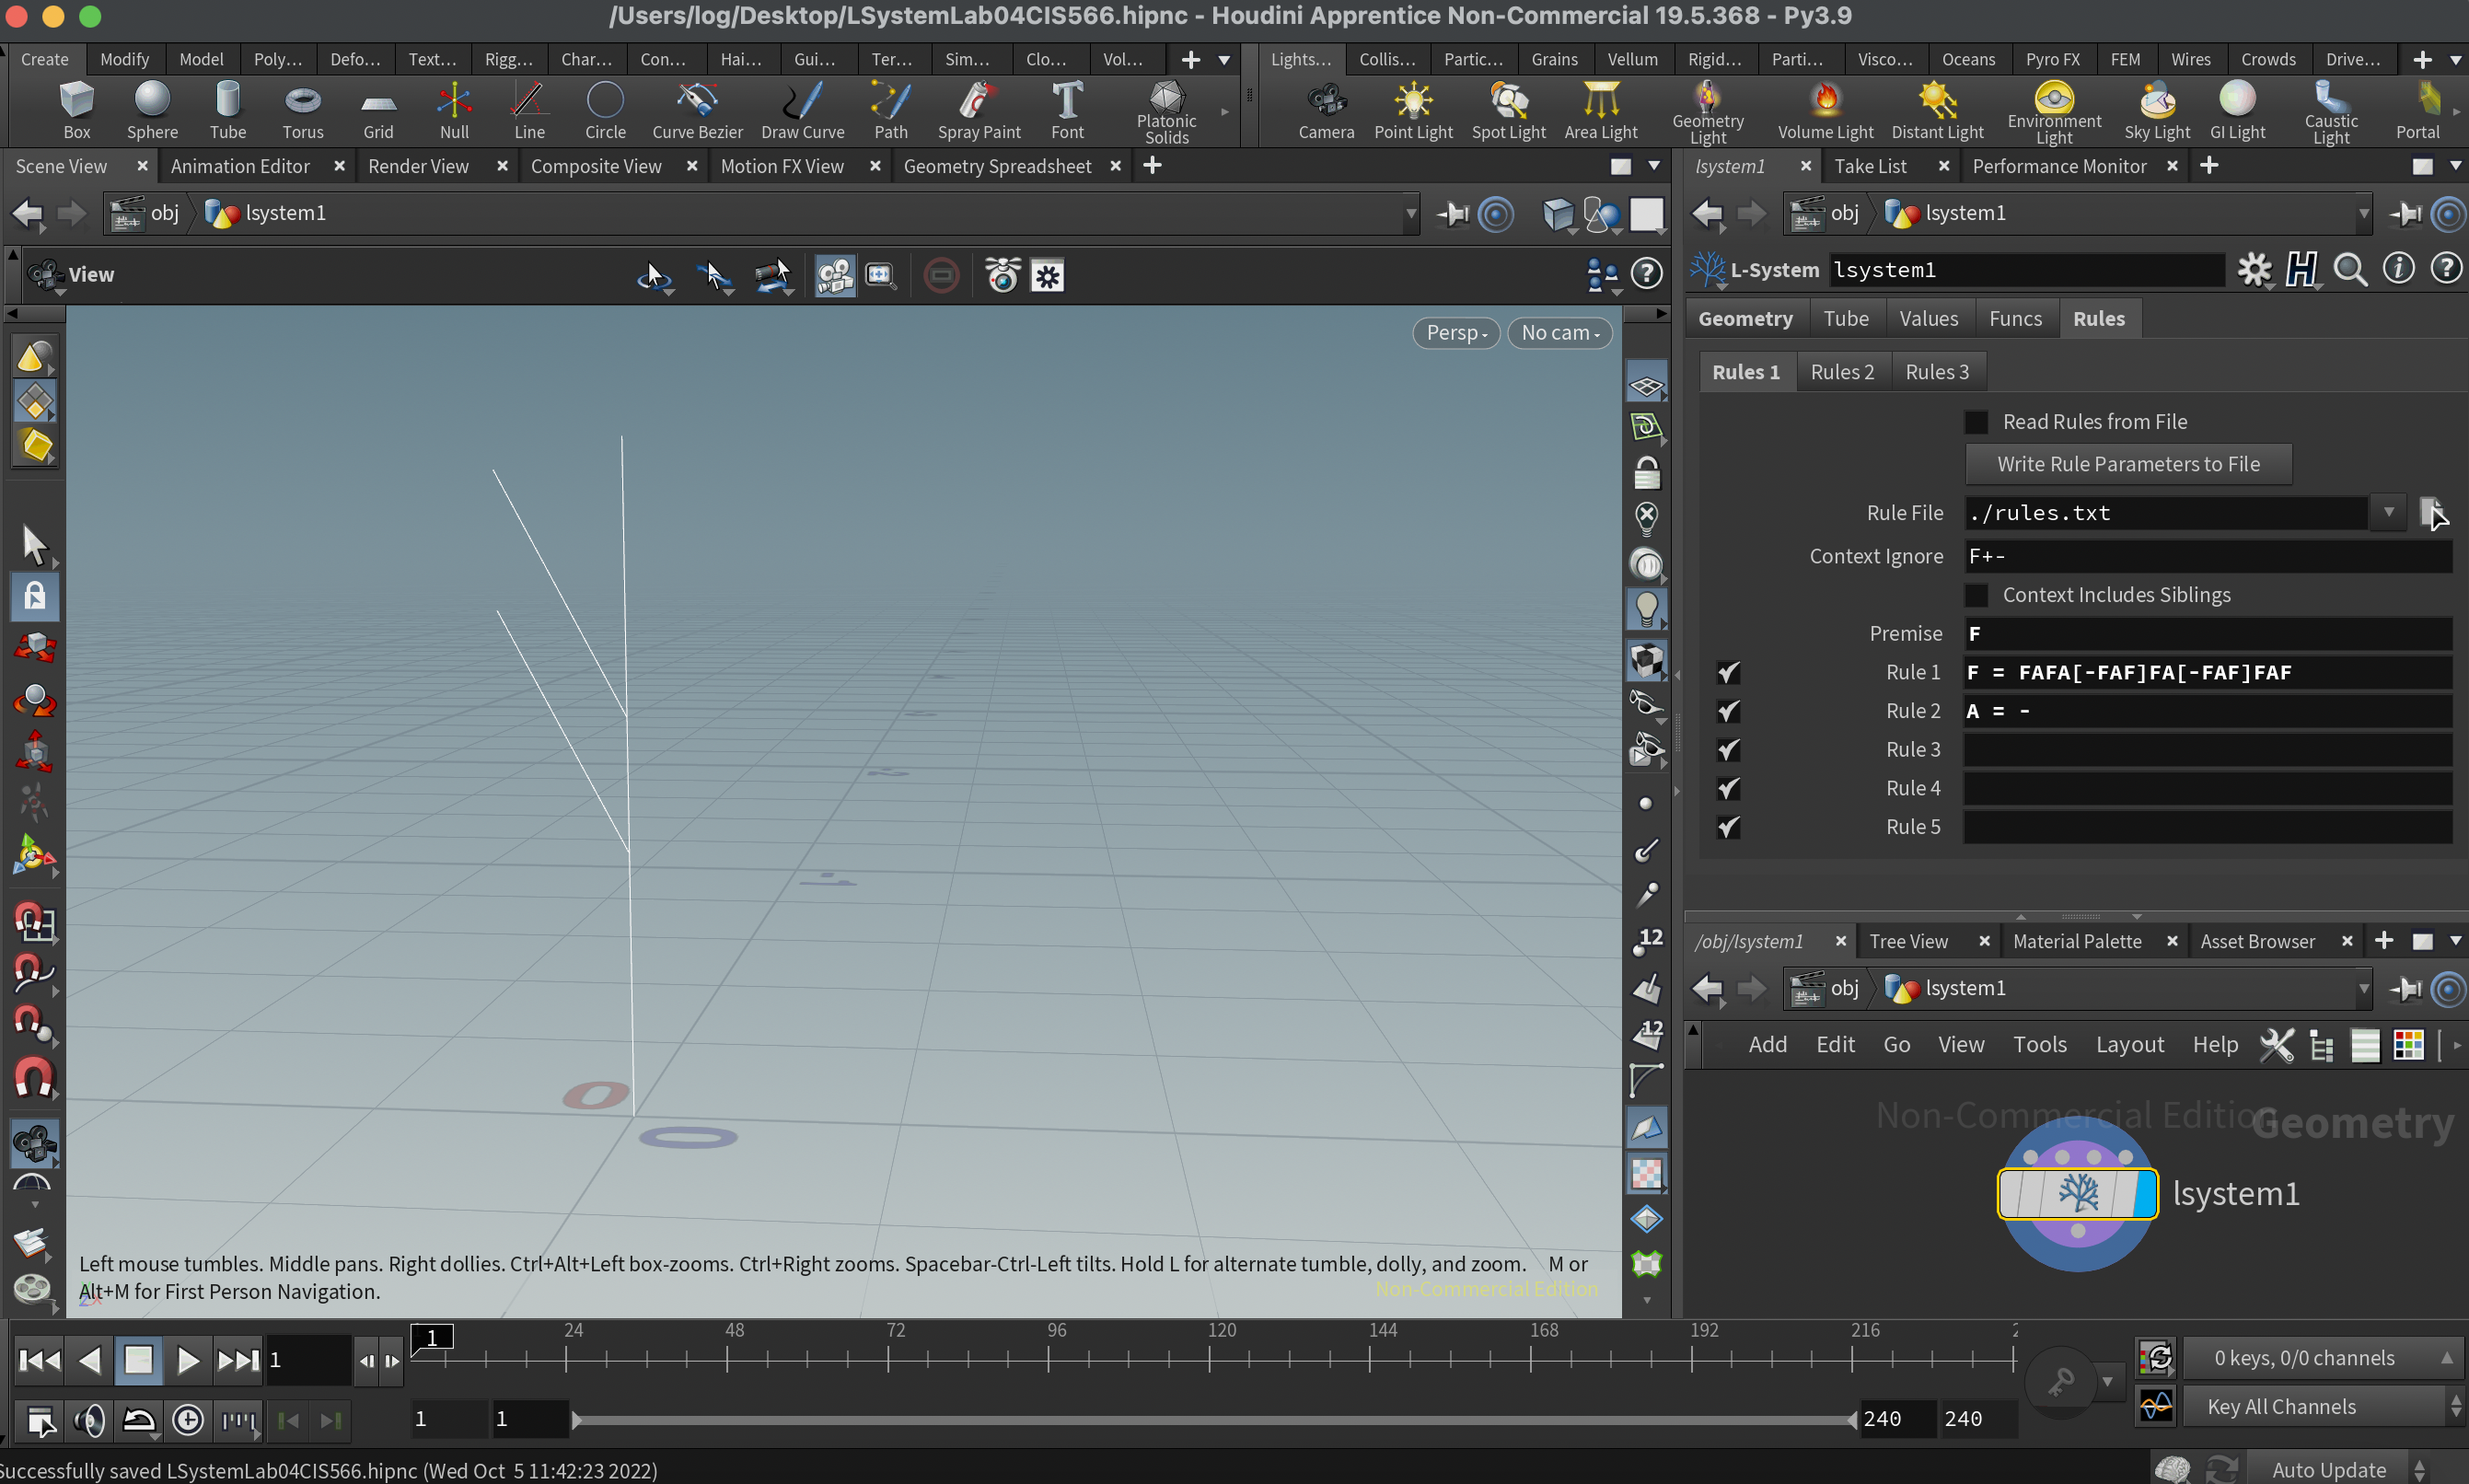 /Users/log/Desktop/LSystemLab04CIS566.hipnc - Houdini Apprentice Non-Commercial 19.5.368 - Py3.9
Create Modify Model Poly... Defo... Text... Rigg... Char... Con... Hai... Gui... Ter... Sim... Clo... Vol...
Lights... Collis... Partic... Grains Vellum Rigid... Parti... Visco... Oceans Pyro FX FEM Wires Crowds Drive...
Box Sphere Tube Torus Grid Null Line Circle Curve Bezier Draw Curve Path Spray Paint Font Platonic Solids
Camera Point Light Spot Light Area Light Geometry Light Volume Light Distant Light Environment Light Sky Light GI Light Caustic Light Portal
Scene View Animation Editor Render View Composite View Motion FX View Geometry Spreadsheet
lsystem1 Take List Performance Monitor
obj lsystem1
obj lsystem1
View
L-System lsystem1
Persp No cam
Geometry Tube Values Funcs Rules
Rules 1 Rules 2 Rules 3
Read Rules from File
Write Rule Parameters to File
Rule File ./rules.txt
Context Ignore F+-
Context Includes Siblings
Premise F
Rule 1 F = FAFA[-FAF]FA[-FAF]FAF
Rule 2 A = -
Rule 3
Rule 4
Rule 5
12
12
0
0
/obj/lsystem1 Tree View Material Palette Asset Browser
obj lsystem1
Add Edit Go View Tools Layout Help
Non-Commercial Edition
Geometry
lsystem1
Left mouse tumbles. Middle pans. Right dollies. Ctrl+Alt+Left box-zooms. Ctrl+Right zooms. Spacebar-Ctrl-Left tilts. Hold L for alternate tumble, dolly, and zoom. M or
Alt+M for First Person Navigation.
Non-Commercial Edition
1
1 24 48 72 96 120 144 168 192 216
0 keys, 0/0 channels
1 1 240 240
Key All Channels
Successfully saved LSystemLab04CIS566.hipnc (Wed Oct 5 11:42:23 2022)
Auto Update